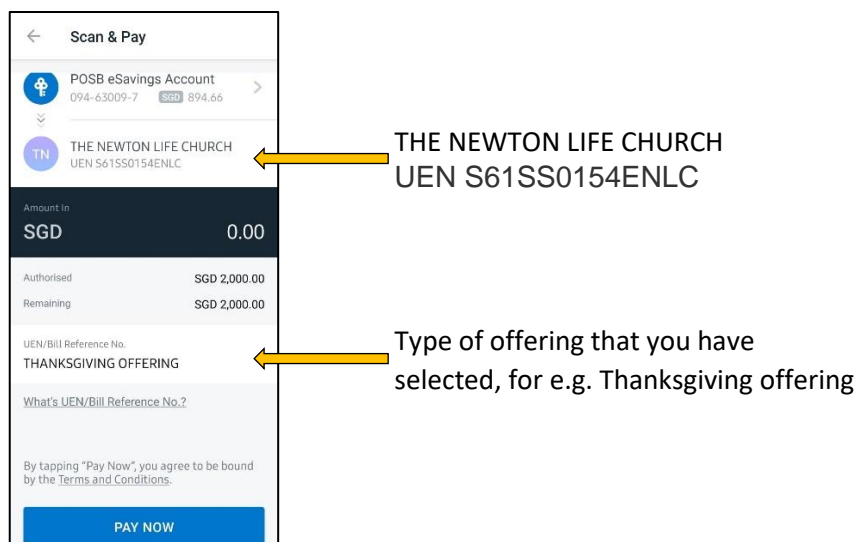 Scan & Pay
POSB eSavings Account
094-63009-7 SGD 894.66
TN
THE NEWTON LIFE CHURCH
UEN S61SS0154ENLC
THE NEWTON LIFE CHURCH
UEN S61SS0154ENLC
Amount In
SGD 0.00
Authorised SGD 2,000.00
Remaining SGD 2,000.00
UEN/Bill Reference No.
THANKSGIVING OFFERING
Type of offering that you have
selected, for e.g. Thanksgiving offering
What's UEN/Bill Reference No.?
By tapping "Pay Now", you agree to be bound
by the Terms and Conditions.
PAY NOW